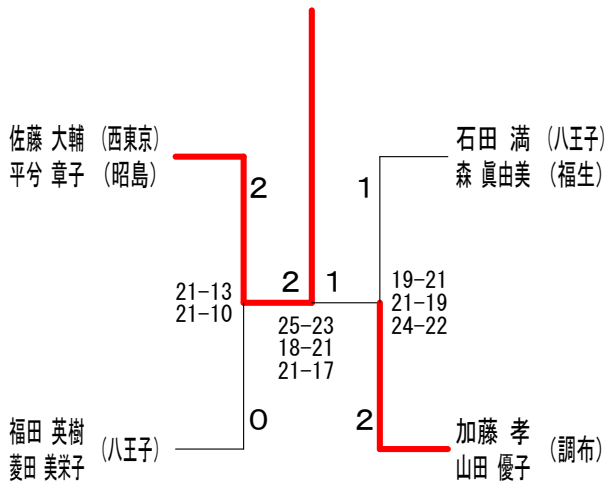 佐藤 大輔 (西東京)
平兮 章子 (昭島)
2
21-13
21-10
0
福田 英樹
菱田 美栄子
(八王子)
2 1
25-23
18-21
21-17
石田 満 (八王子)
森 眞由美 (福生)
1
19-21
21-19
24-22
2
加藤 孝
山田 優子
(調布)